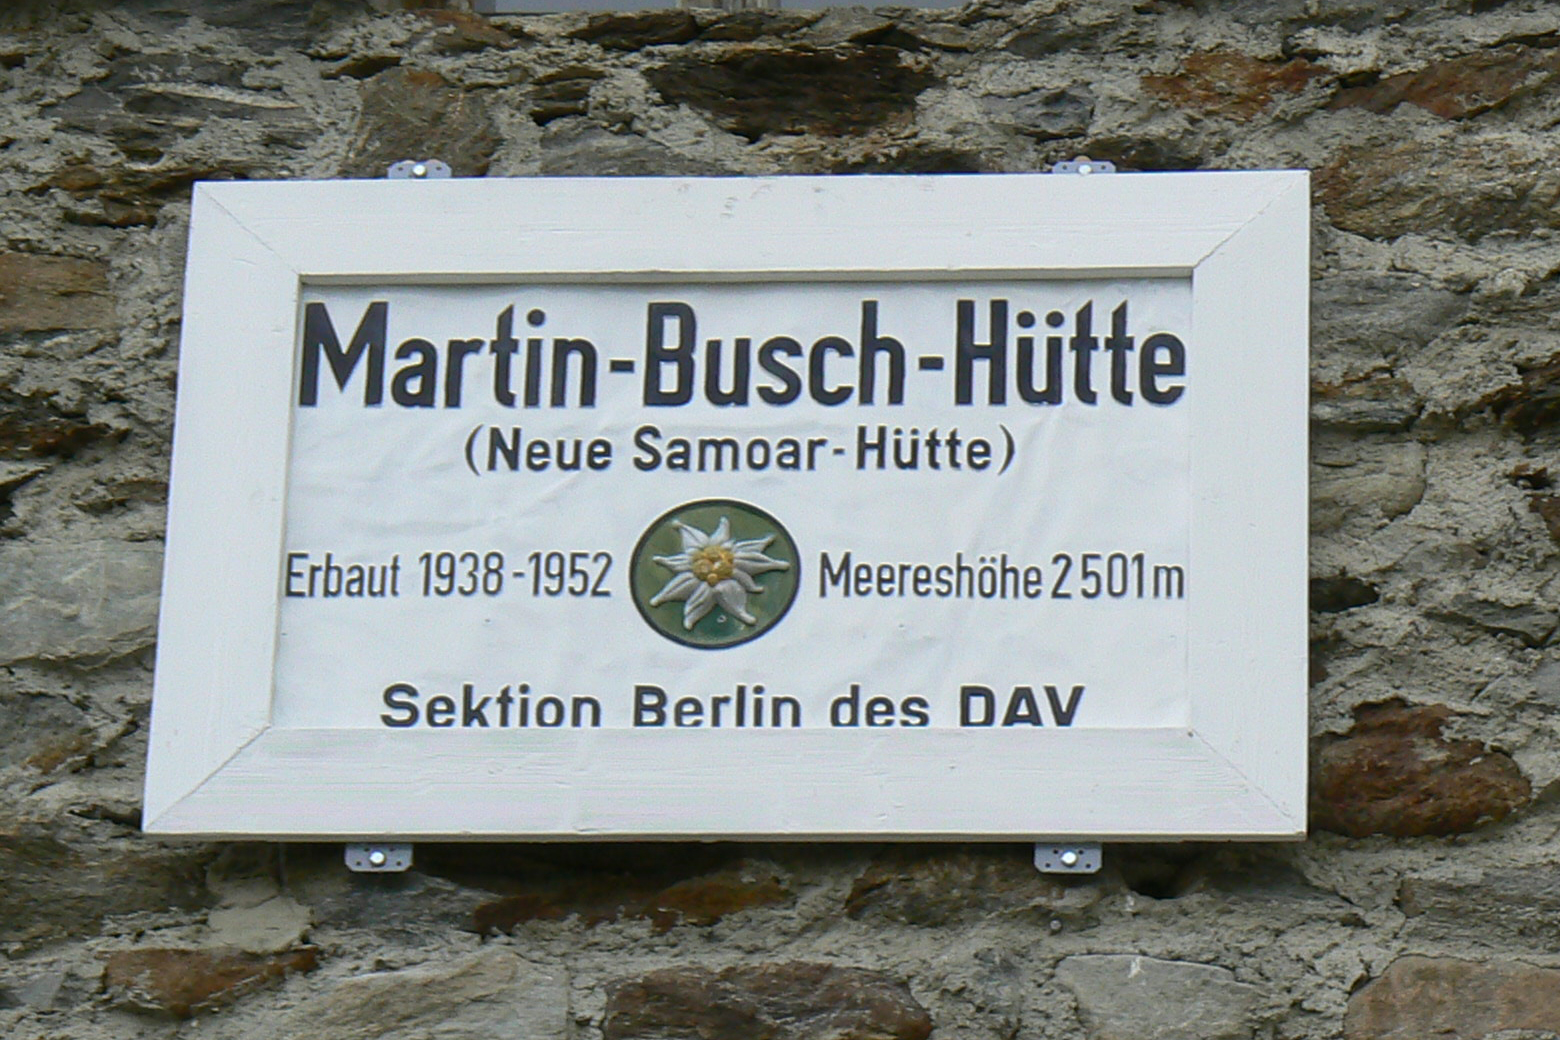 Martin-Busch-Hütte
(Neue Samoar-Hütte)
Erbaut 1938-1952 Meereshöhe 2501m
Sektion Berlin des DAV